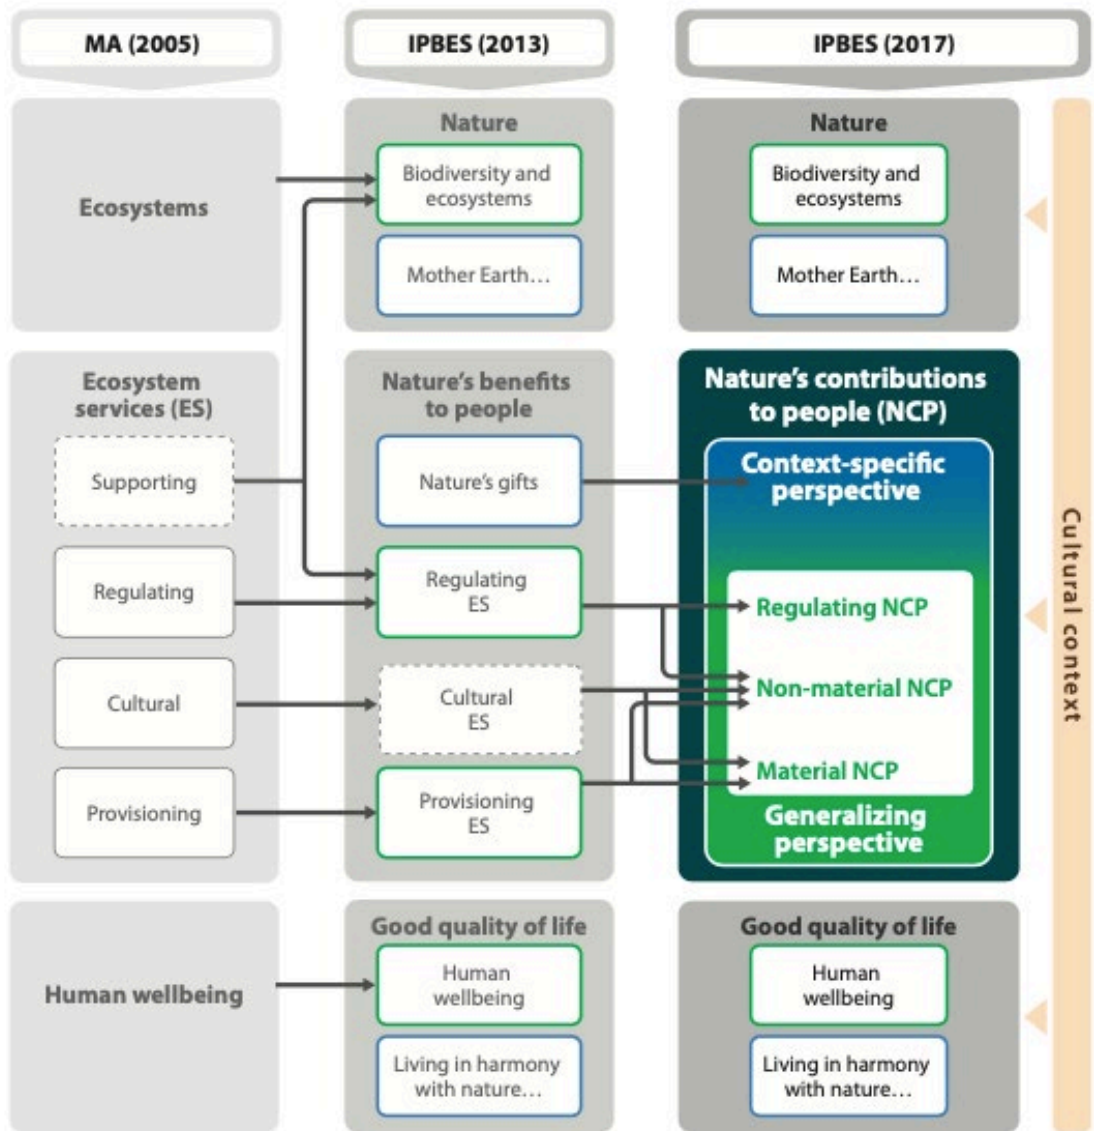 MA (2005)
IPBES (2013)
IPBES (2017)
Ecosystems
Nature
Biodiversity and
ecosystems
Mother Earth…
Nature
Biodiversity and
ecosystems
Mother Earth…
Ecosystem
services (ES)
Supporting
Regulating
Cultural
Provisioning
Nature's benefits
to people
Nature's gifts
Regulating
ES
Cultural
ES
Provisioning
ES
Nature's contributions
to people (NCP)
Context-specific
perspective
Regulating NCP
Non-material NCP
Material NCP
Generalizing
perspective
Human wellbeing
Good quality of life
Human
wellbeing
Living in harmony
with nature…
Good quality of life
Human
wellbeing
Living in harmony
with nature…
Cultural context